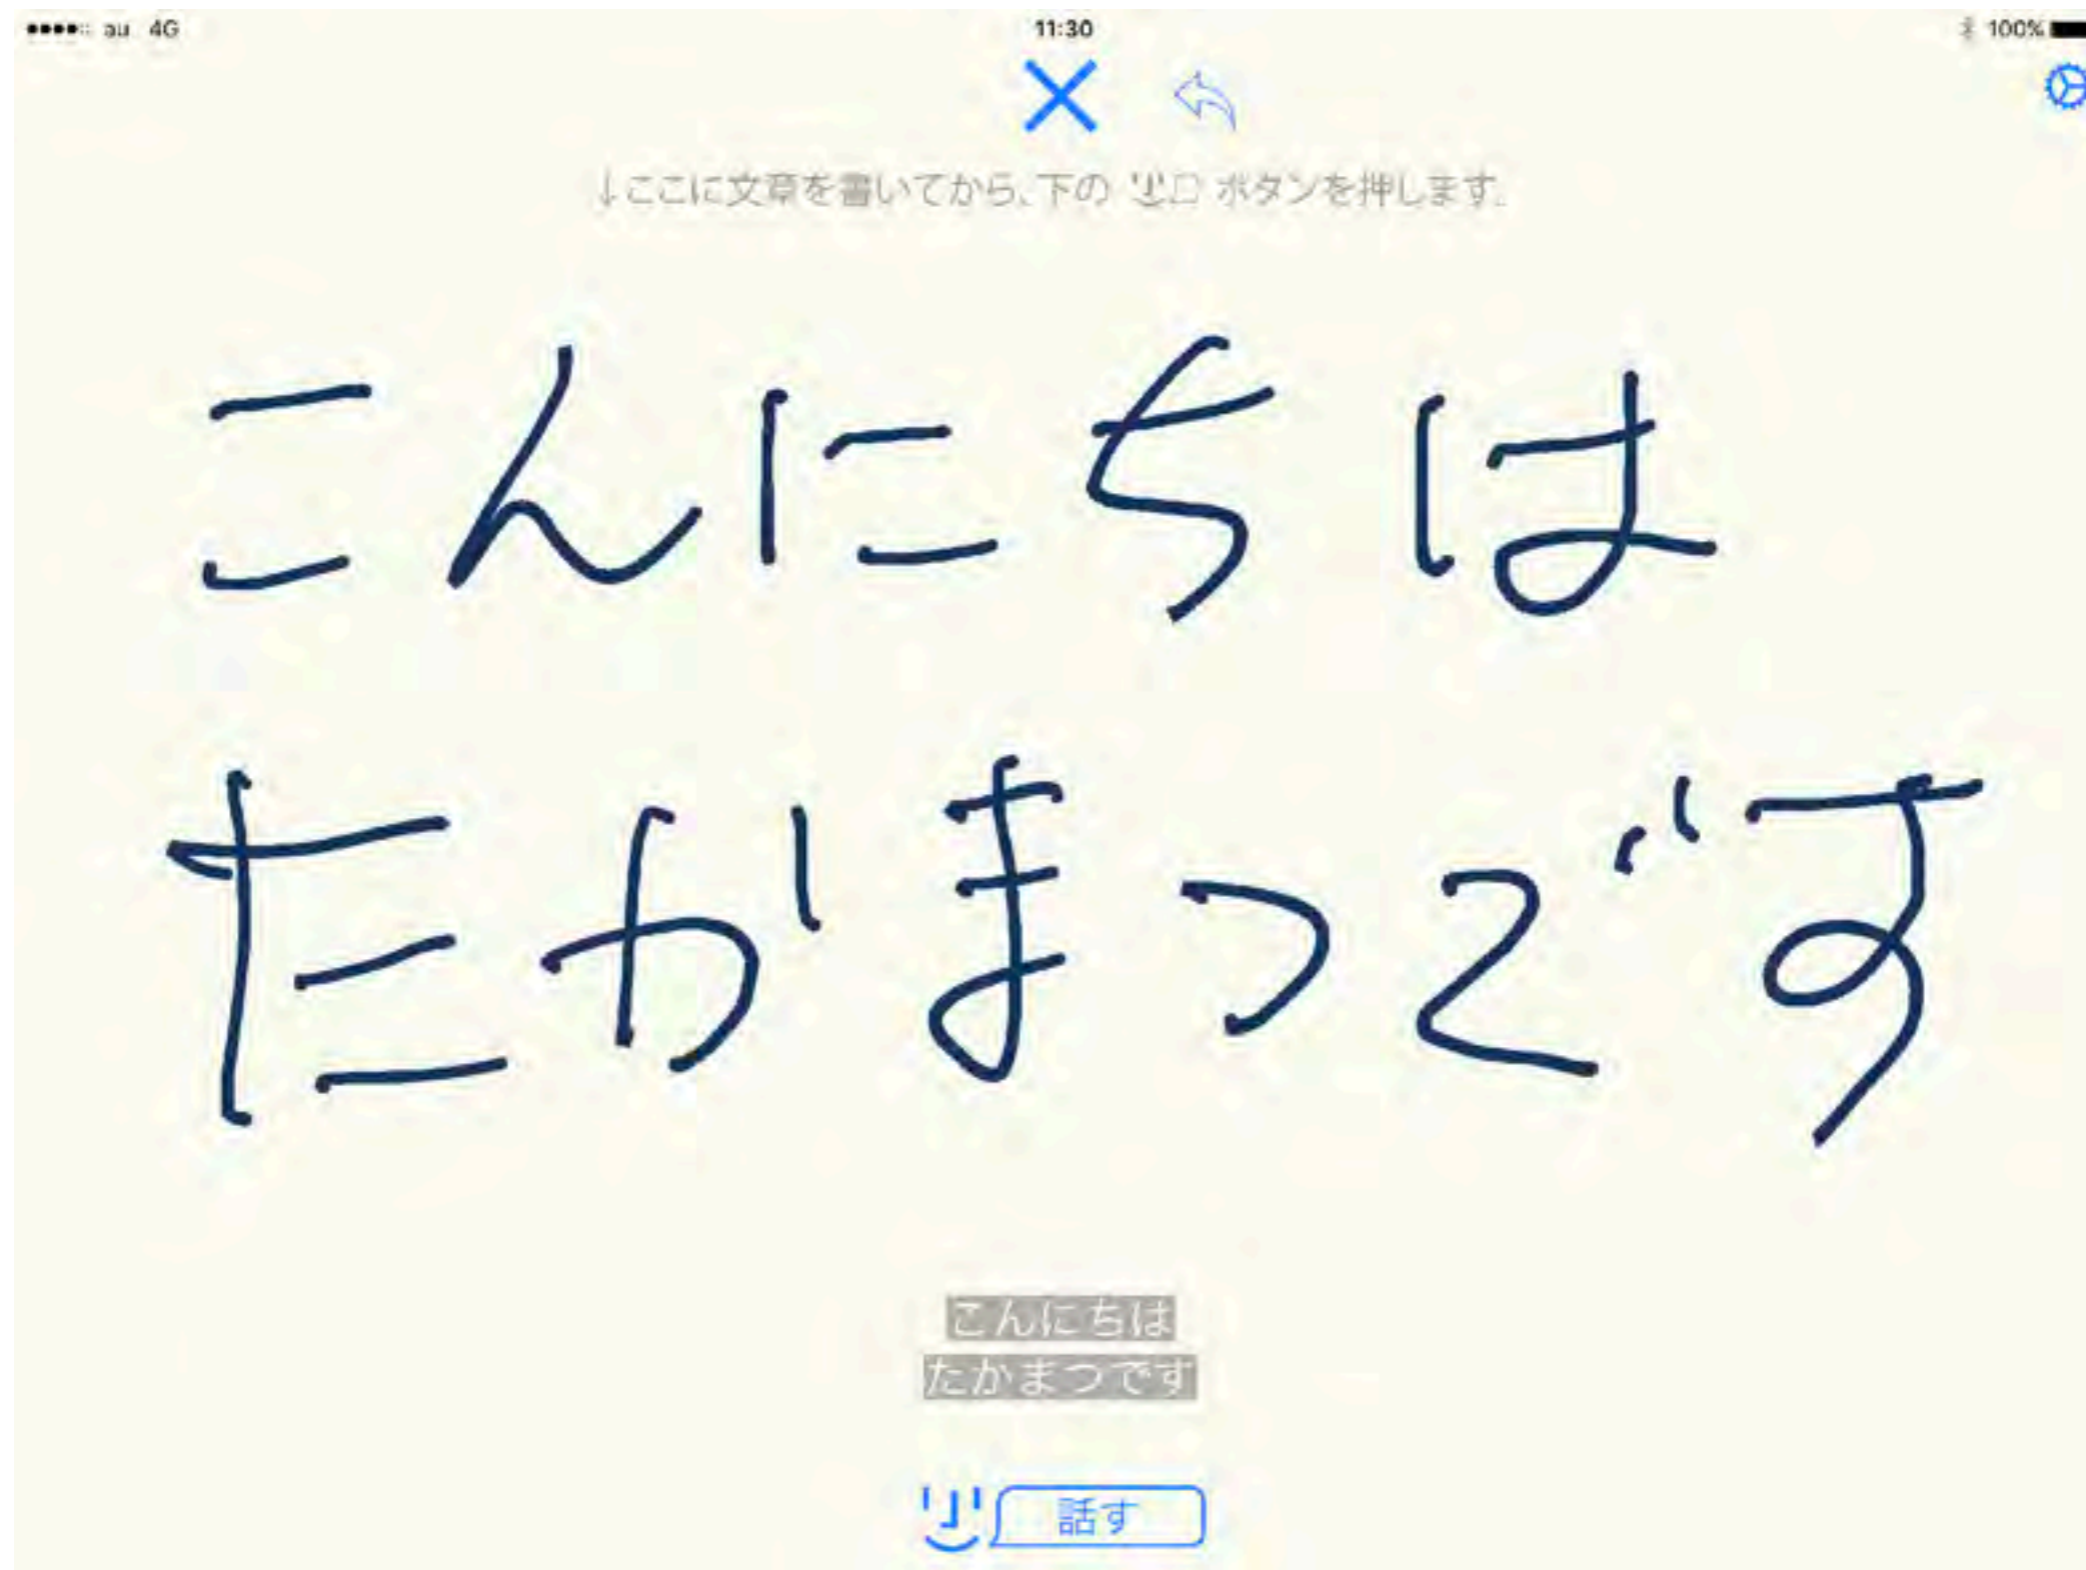 au 4G 11:30 100%
↓ここに文章を書いてから、下の ボタンを押します.
こんにちは
たかまつです
こんにちは
たかまつです
話す